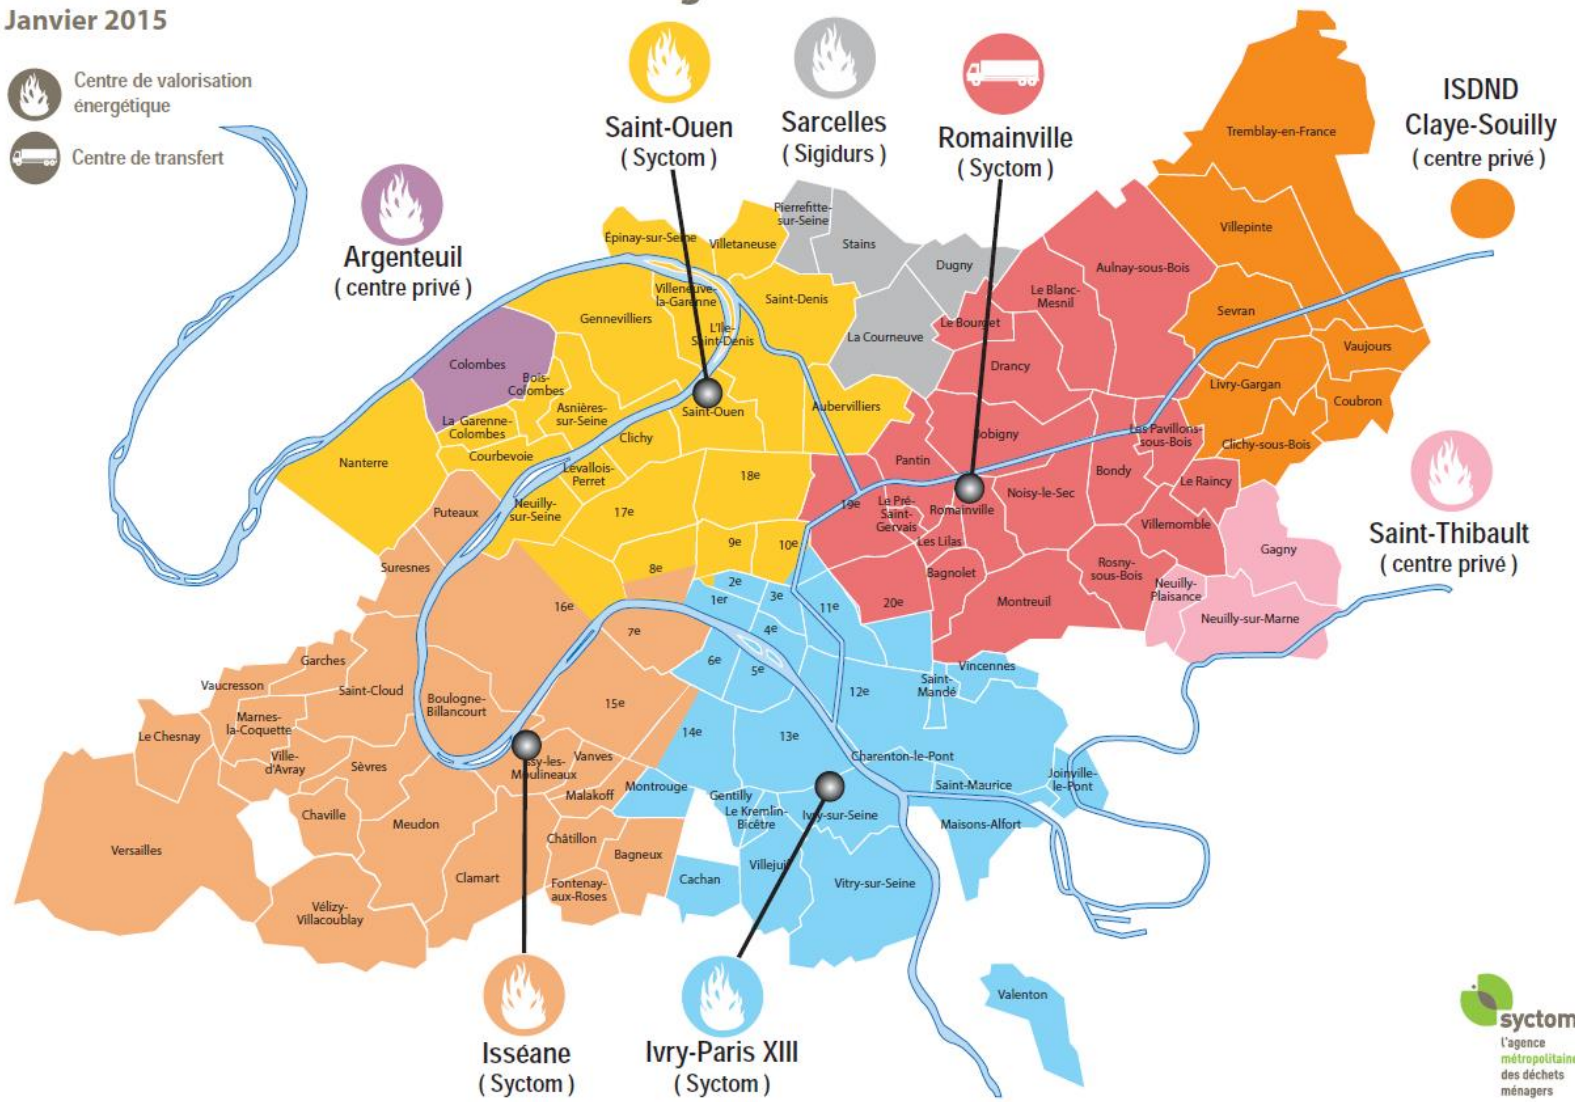 Janvier 2015
Centre de valorisation
énergétique
Centre de transfert
Argenteuil
( centre privé )
Saint-Ouen
( Syctom )
Sarcelles
( Sigidurs )
Romainville
( Syctom )
ISDND
Claye-Souilly
( centre privé )
Saint-Thibault
( centre privé )
Isséane
( Syctom )
Ivry-Paris XIII
( Syctom )
Tremblay-en-France
Villepinte
Sevran
Vaujours
Livry-Gargan
Coubron
Clichy-sous-Bois
Pierrefitte-
sur-Seine
Stains
Dugny
La Courneuve
Épinay-sur-Seine
Villetaneuse
Villeneuve-
la-Garenne
Saint-Denis
Gennevilliers
L'Ile-
Saint-Denis
Colombes
Bois-
Colombes
Asnières-
sur-Seine
La Garenne-
Colombes
Courbevoie
Nanterre
Clichy
Saint-Ouen
Aubervilliers
Levallois-
Perret
Neuilly-
sur-Seine
17e
18e
9e
10e
8e
Aulnay-sous-Bois
Le Blanc-
Mesnil
Le Bourget
Drancy
Bobigny
Les Pavillons-
sous-Bois
Pantin
Bondy
Le Raincy
Noisy-le-Sec
19e
Le Pré-
Saint-
Gervais
Romainville
Les Lilas
Villemomble
Bagnolet
Rosny-
sous-Bois
Montreuil
20e
Gagny
Neuilly-
Plaisance
Neuilly-sur-Marne
Puteaux
Suresnes
16e
7e
15e
Garches
Vaucresson
Saint-Cloud
Boulogne-
Billancourt
Marnes-
la-Coquette
Le Chesnay
Ville-
d'Avray
Sèvres
Issy-les-
Moulineaux
Vanves
Malakoff
Chaville
Meudon
Versailles
Clamart
Châtillon
Bagneux
Fontenay-
aux-Roses
Vélizy-
Villacoublay
2e
1er
3e
11e
4e
6e
5e
12e
14e
13e
Vincennes
Saint-
Mandé
Charenton-le-Pont
Saint-Maurice
Joinville-
le-Pont
Montrouge
Gentilly
Le Kremlin-
Bicêtre
Ivry-sur-Seine
Maisons-Alfort
Cachan
Villejuif
Vitry-sur-Seine
Valenton
syctom
l'agence
métropolitaine
des déchets
ménagers